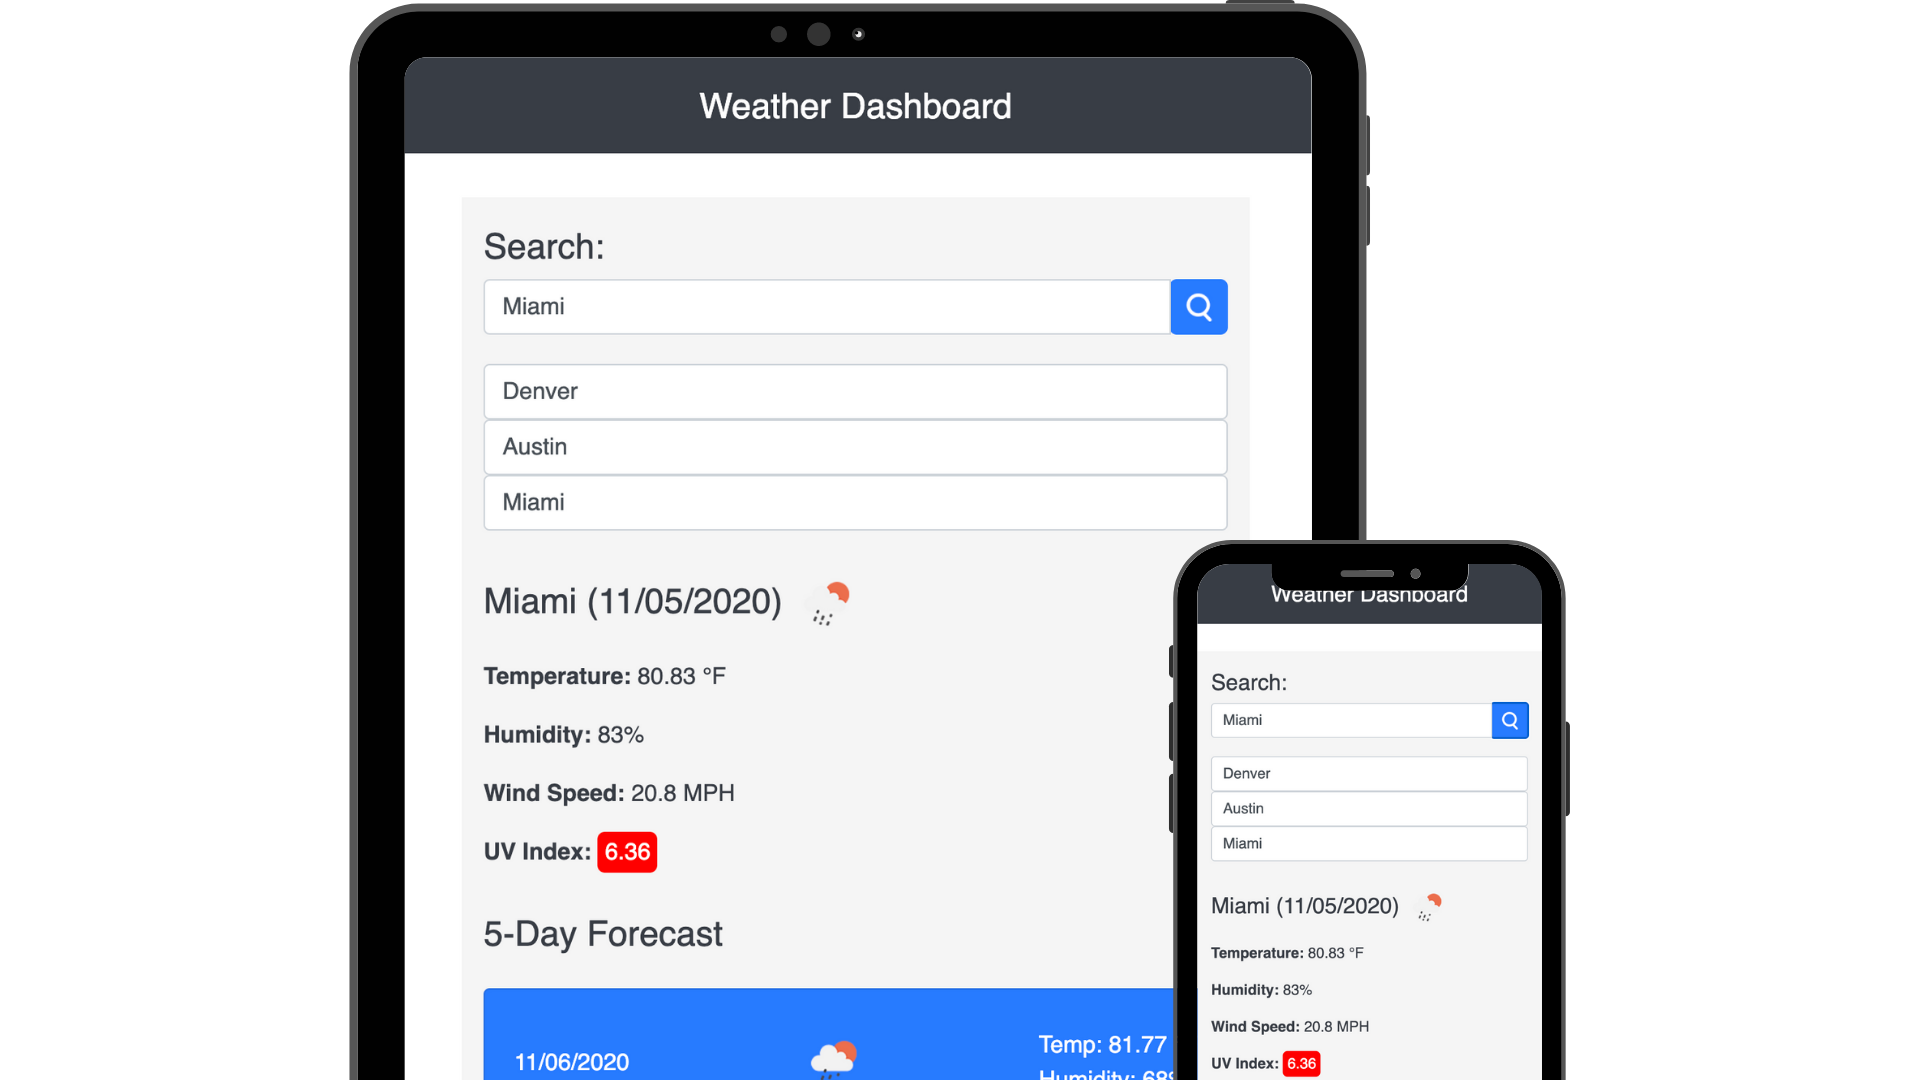 Weather Dashboard
Search:
Miami
Denver
Austin
Miami
Miami (11/05/2020)
Temperature: 80.83 °F
Humidity: 83%
Wind Speed: 20.8 MPH
UV Index: 6.36
5-Day Forecast
11/06/2020
Temp: 81.77
Humidity:
Weather Dashboard
Search:
Miami
Denver
Austin
Miami
Miami (11/05/2020)
Temperature: 80.83 °F
Humidity: 83%
Wind Speed: 20.8 MPH
UV Index: 6.36